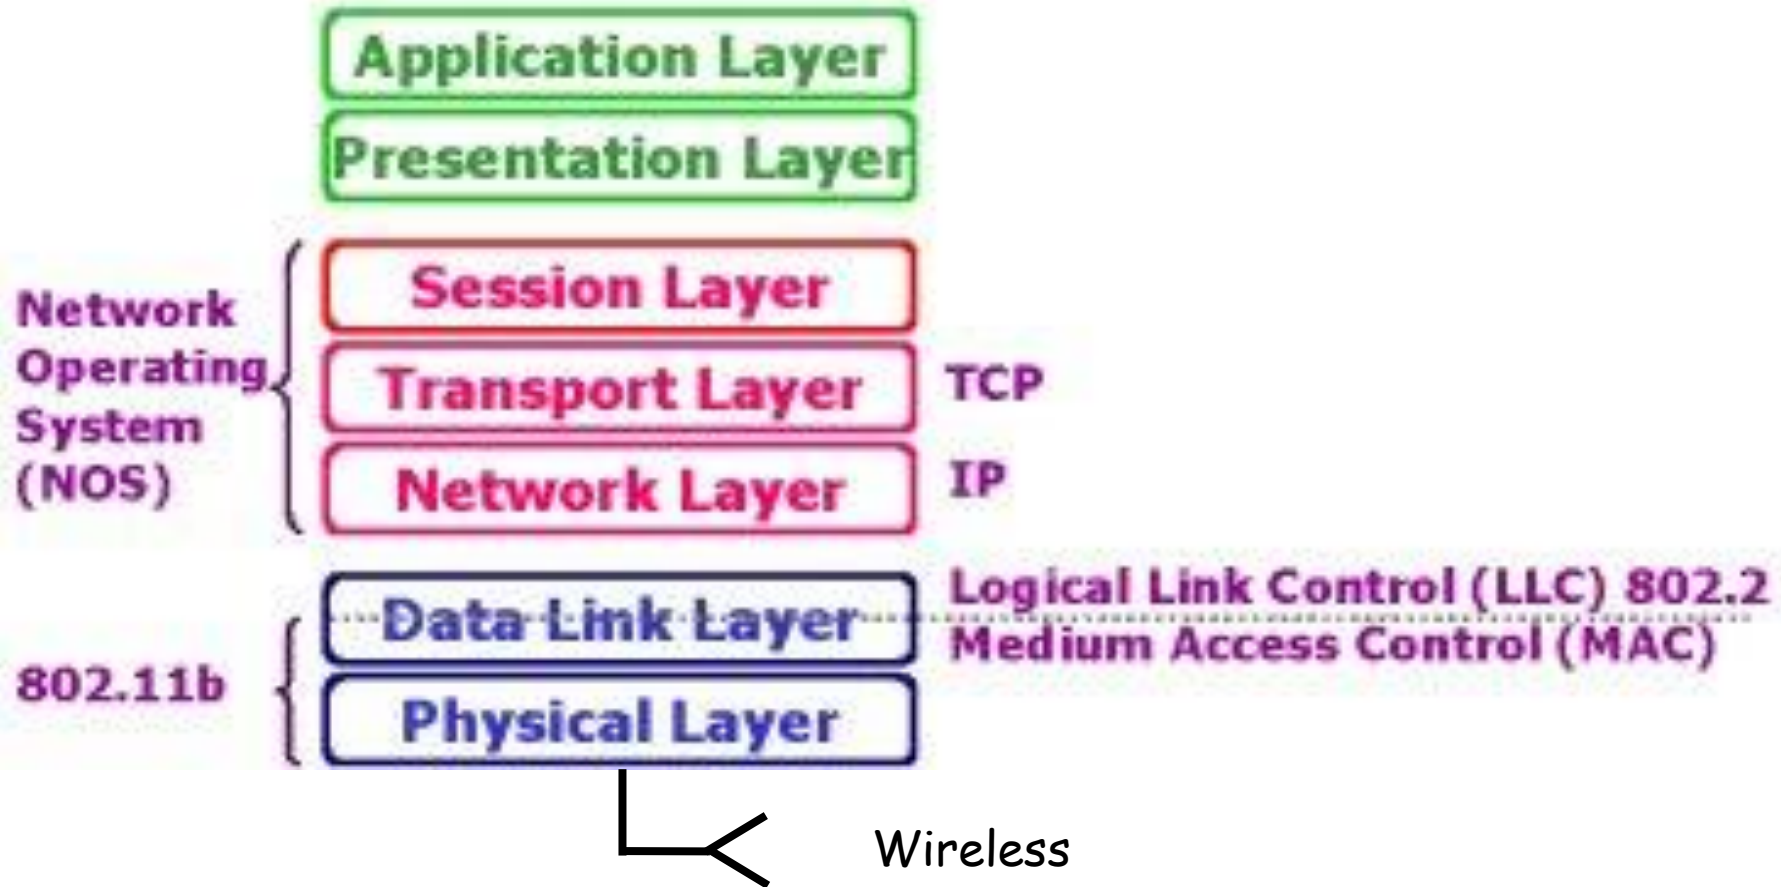 Application Layer
Presentation Layer
Network
Operating
System
(NOS)
Session Layer
Transport Layer
TCP
Network Layer
IP
802.11b
Data Link Layer
Logical Link Control (LLC) 802.2
Medium Access Control (MAC)
Physical Layer
Wireless